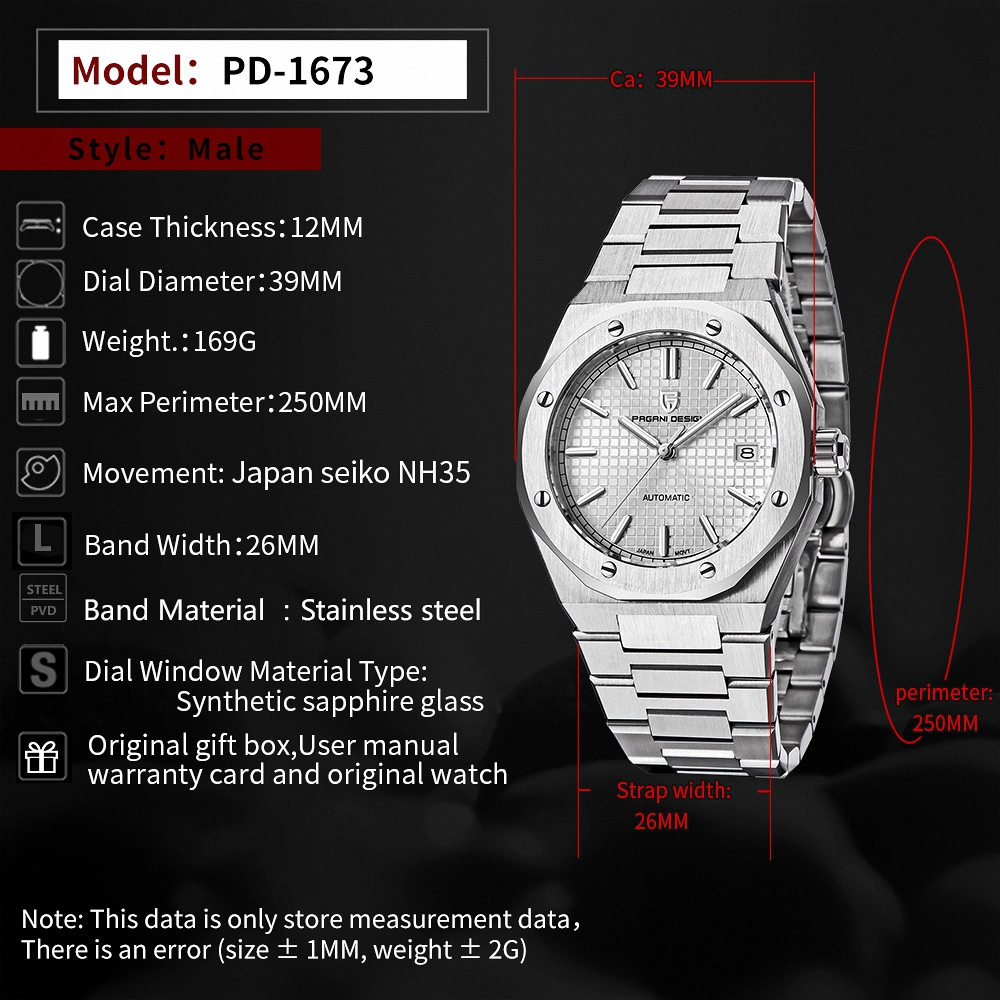 Model： PD-1673
Ca：39MM
Style：Male
Case Thickness：12MM
Dial Diameter：39MM
Weight.：169G
Max Perimeter：250MM
Movement: Japan seiko NH35
L
Band Width：26MM
STEEL
PVD
Band Material ：Stainless steel
S
Dial Window Material Type:
Synthetic sapphire glass
Original gift box,User manual
warranty card and original watch
PAGANI DESIGN
8
AUTOMATIC
JAPAN MOVT
perimeter:
250MM
Strap width:
26MM
Note: This data is only store measurement data，
There is an error (size ± 1MM, weight ± 2G)